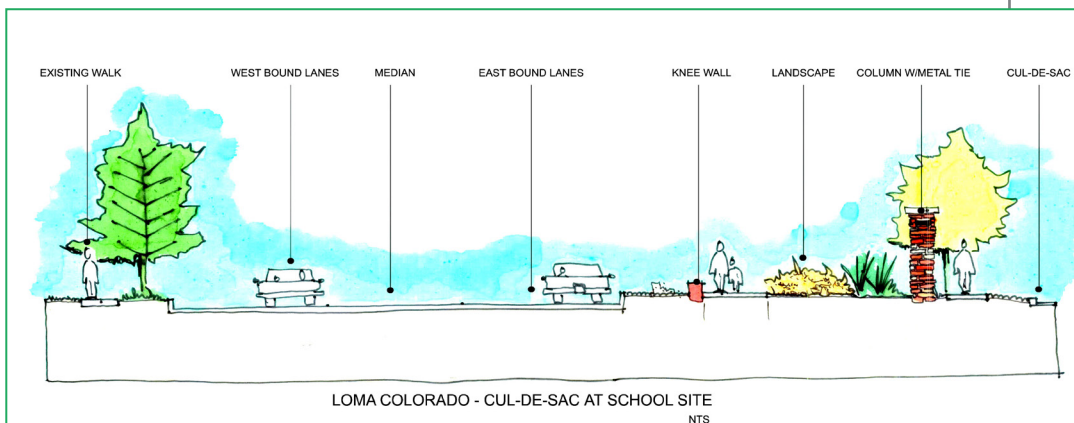 EXISTING WALK
WEST BOUND LANES
MEDIAN
EAST BOUND LANES
KNEE WALL
LANDSCAPE
COLUMN W/METAL TIE
CUL-DE-SAC
LOMA COLORADO - CUL-DE-SAC AT SCHOOL SITE
NTS